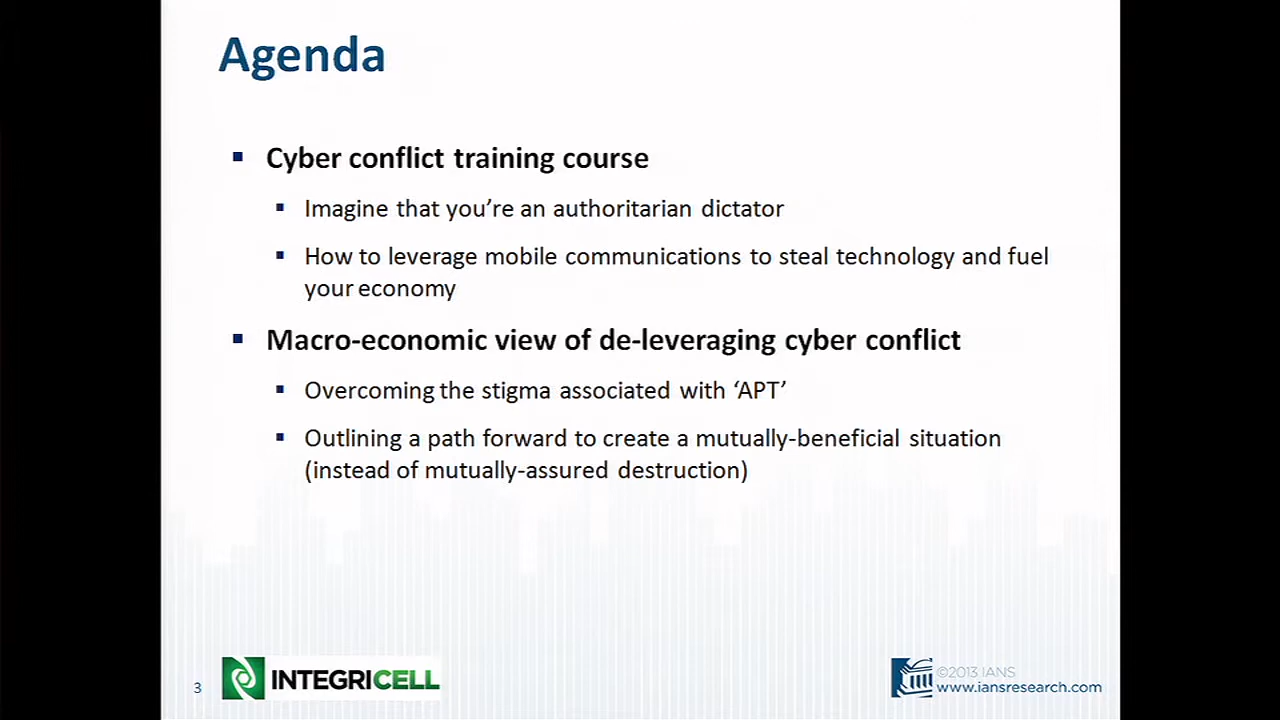 Agenda
▪ Cyber conflict training course
▪ Imagine that you’re an authoritarian dictator
▪ How to leverage mobile communications to steal technology and fuel
your economy
▪ Macro-economic view of de-leveraging cyber conflict
▪ Overcoming the stigma associated with ‘APT’
▪ Outlining a path forward to create a mutually-beneficial situation
(instead of mutually-assured destruction)
3
INTEGRICELL
©2013 IANS
www.iansresearch.com